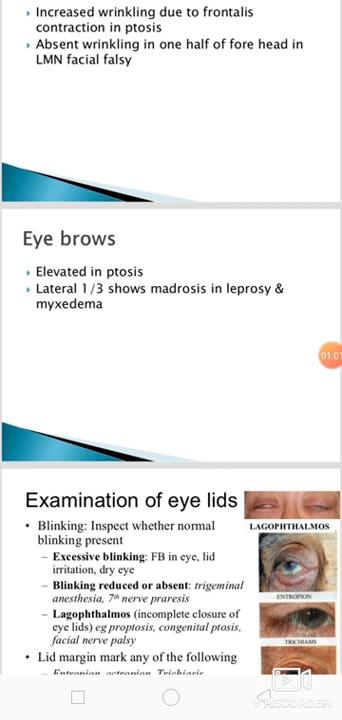 Increased wrinkling due to frontalis
contraction in ptosis
Absent wrinkling in one half of fore head in
LMN facial falsy
Eye brows
Elevated in ptosis
Lateral 1/3 shows madrosis in leprosy &
myxedema
01:01
Examination of eye lids
• Blinking: Inspect whether normal
blinking present
– Excessive blinking: FB in eye, lid
irritation, dry eye
– Blinking reduced or absent: trigeminal
anesthesia, 7th nerve praresis
– Lagophthalmos (incomplete closure of
eye lids) eg proptosis, congenital ptosis,
facial nerve palsy
• Lid margin mark any of the following
– Entropion, ectropion, Trichiasis
LAGOPHTHALMOS
ENTROPION
TRICHIASIS
RECORDER